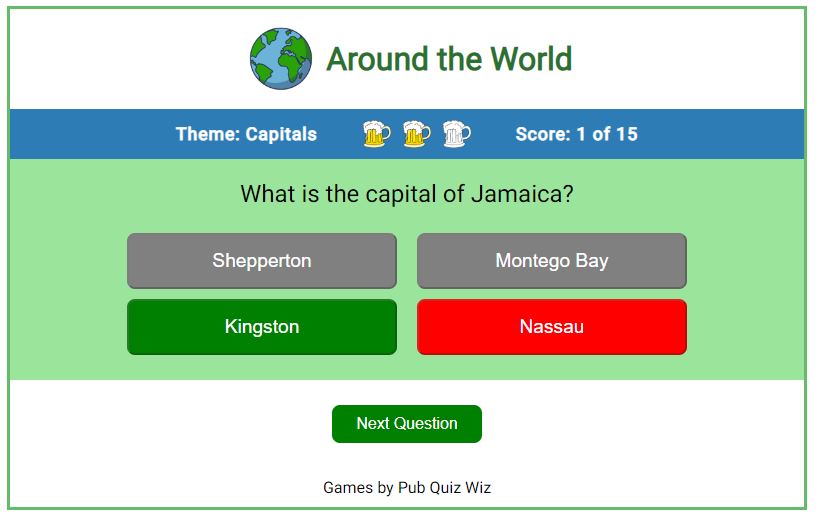 Around the World
Theme: Capitals Score: 1 of 15
What is the capital of Jamaica?
Shepperton Montego Bay
Kingston Nassau
Next Question
Games by Pub Quiz Wiz